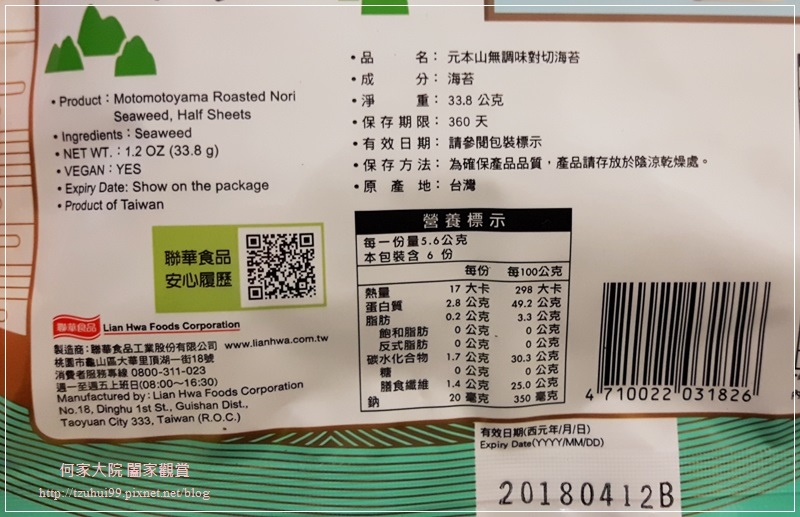 • Product：Motomotoyama Roasted Nori
Seaweed, Half Sheets
• Ingredients：Seaweed
• NET WT.：1.2 OZ (33.8 g)
• VEGAN：YES
• Expiry Date: Show on the package
• Product of Taiwan
• 品 名： 元本山無調味對切海苔
• 成 分： 海苔
• 淨 重： 33.8 公克
• 保存期限： 360 天
• 有效日期： 請參閱包裝標示
• 保存方法： 為確保產品品質，產品請存放於陰涼乾燥處。
• 原 產 地： 台灣
聯華食品
安心履歷
聯華食品 Lian Hwa Foods Corporation
製造商：聯華食品工業股份有限公司 www.lianhwa.com.tw
桃園市龜山區大華里頂湖一街18號
消費者服務專線 0800-311-023
週一至週五上班日(08:00～16:30)
Manufactured by : Lian Hwa Foods Corporation
No.18, Dinghu 1st St., Guishan Dist.,
Taoyuan City 333, Taiwan (R.O.C.)
營養標示
每一份量5.6公克
本包裝含 6 份
每份 每100公克
熱量 17 大卡 298 大卡
蛋白質 2.8 公克 49.2 公克
脂肪 0.2 公克 3.3 公克
飽和脂肪 0 公克 0 公克
反式脂肪 0 公克 0 公克
碳水化合物 1.7 公克 30.3 公克
糖 0 公克 0 公克
膳食纖維 1.4 公克 25.0 公克
鈉 20 毫克 350 毫克
4 710022 031826
有效日期(西元年/月/日)
Expiry Date(YYYY/MM/DD)
20180412B
何家大院 闔家觀賞
http://tzuhui99.pixnet.net/blog